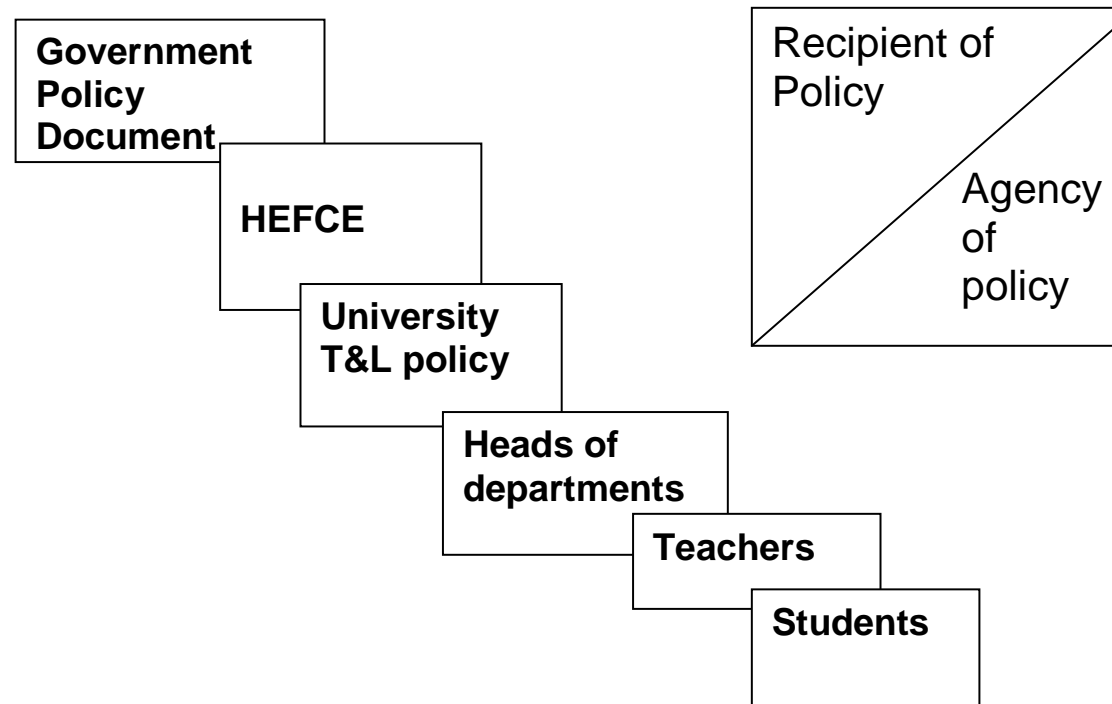 Government
Policy
Document
HEFCE
University
T&L policy
Heads of
departments
Teachers
Students
Recipient of
Policy
Agency
of
policy